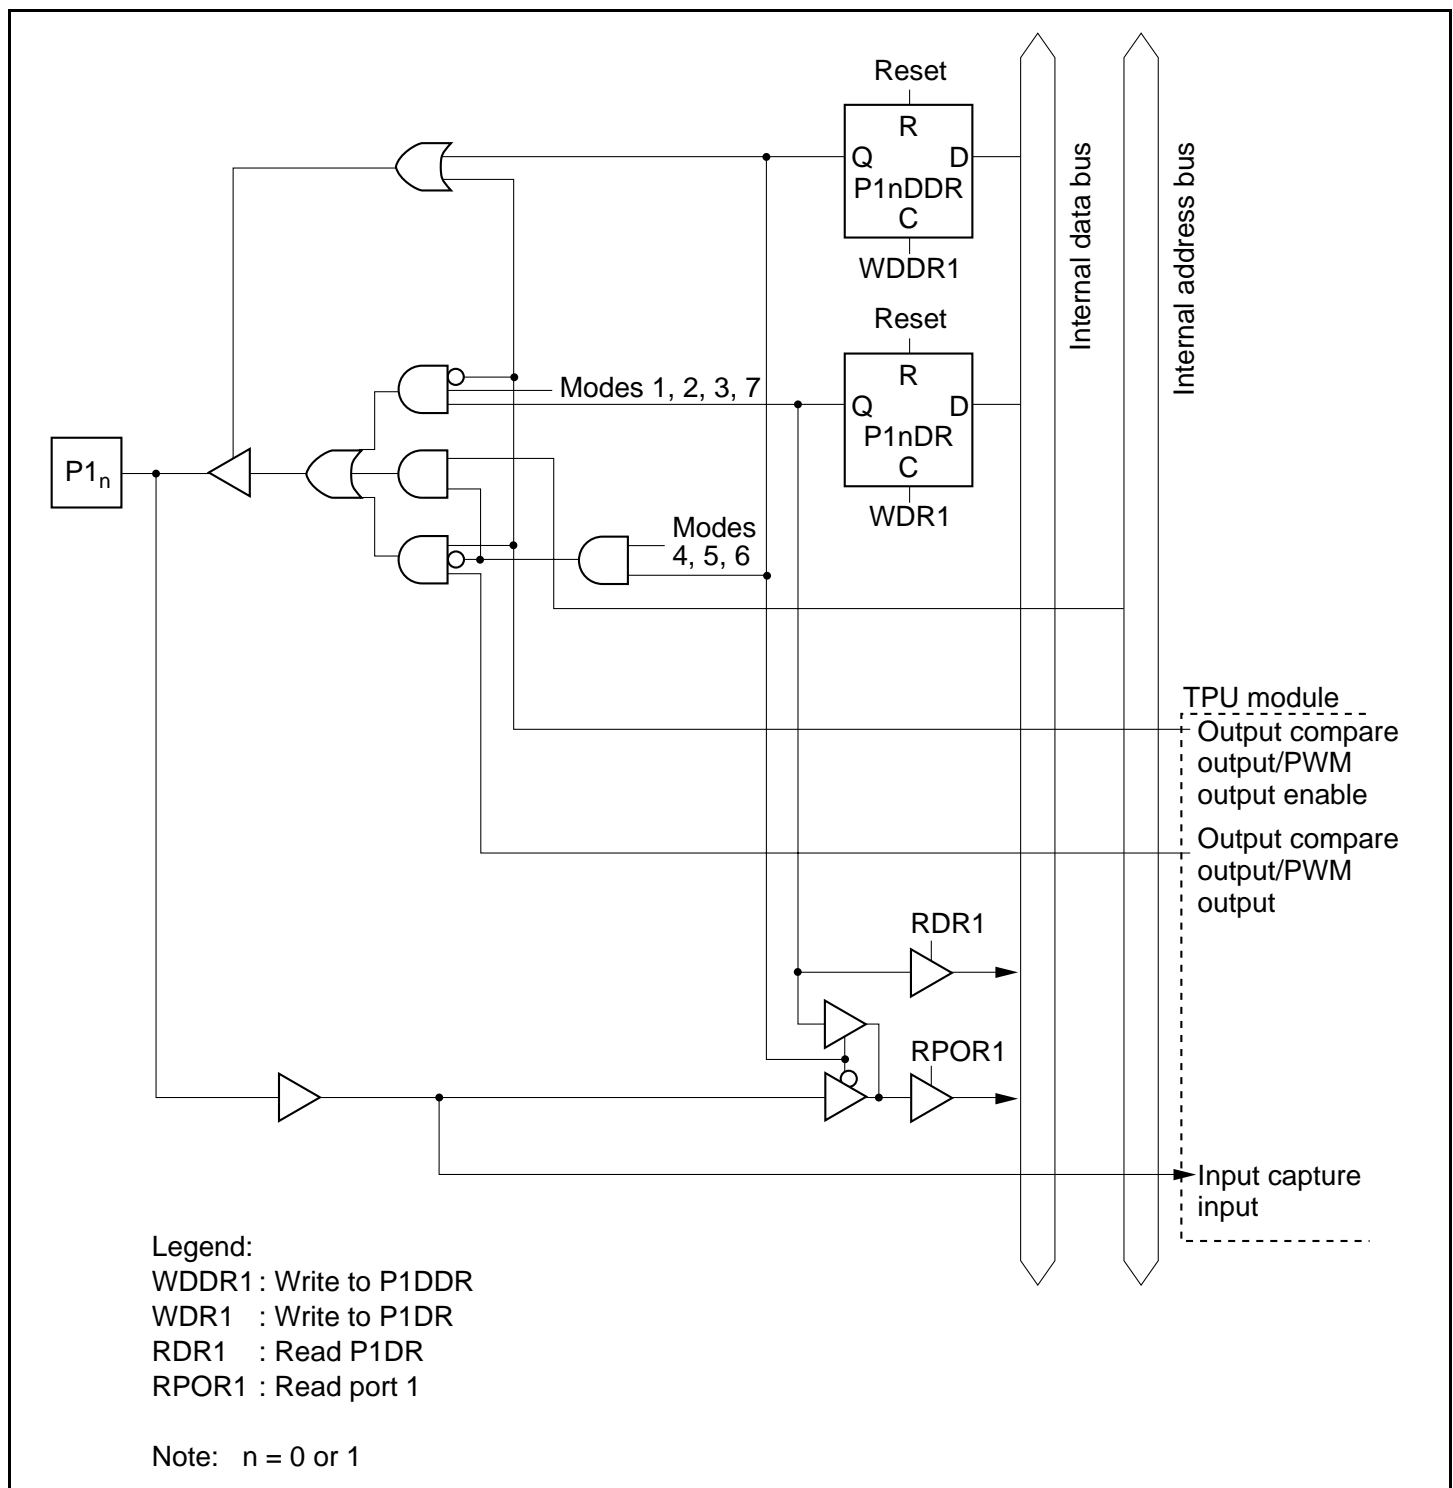 Reset
R
Q D
P1nDDR
C
WDDR1
Reset
R
Modes 1, 2, 3, 7
Q D
P1nDR
C
WDR1
P1n
Modes
4, 5, 6
Internal data bus
Internal address bus
TPU module
Output compare
output/PWM
output enable
Output compare
output/PWM
output
RDR1
RPOR1
Input capture
input
Legend:
WDDR1 : Write to P1DDR
WDR1 : Write to P1DR
RDR1 : Read P1DR
RPOR1 : Read port 1
Note: n = 0 or 1